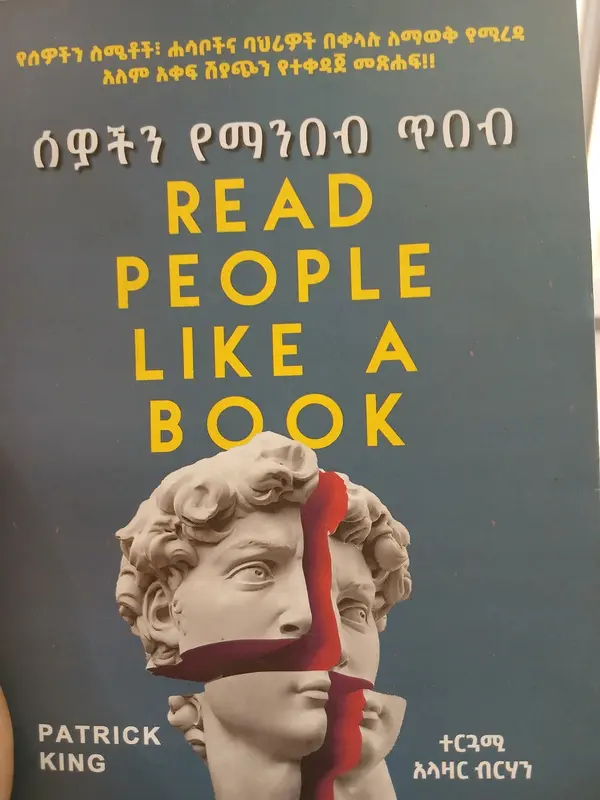 የሰዎችን ስሜቶች፣ ሐሳቦችና ባህሪዎች በቀላሉ ለማወቅ የሚረዳ
አለም አቀፍ ሽያጭን የተቀዳጀ መጽሐፍ!!
ሰዎችን የማንበብ ጥበብ
READ
PEOPLE
LIKE A
BOOK
PATRICK
KING
ተርጓሚ
አላዛር ብርሃን